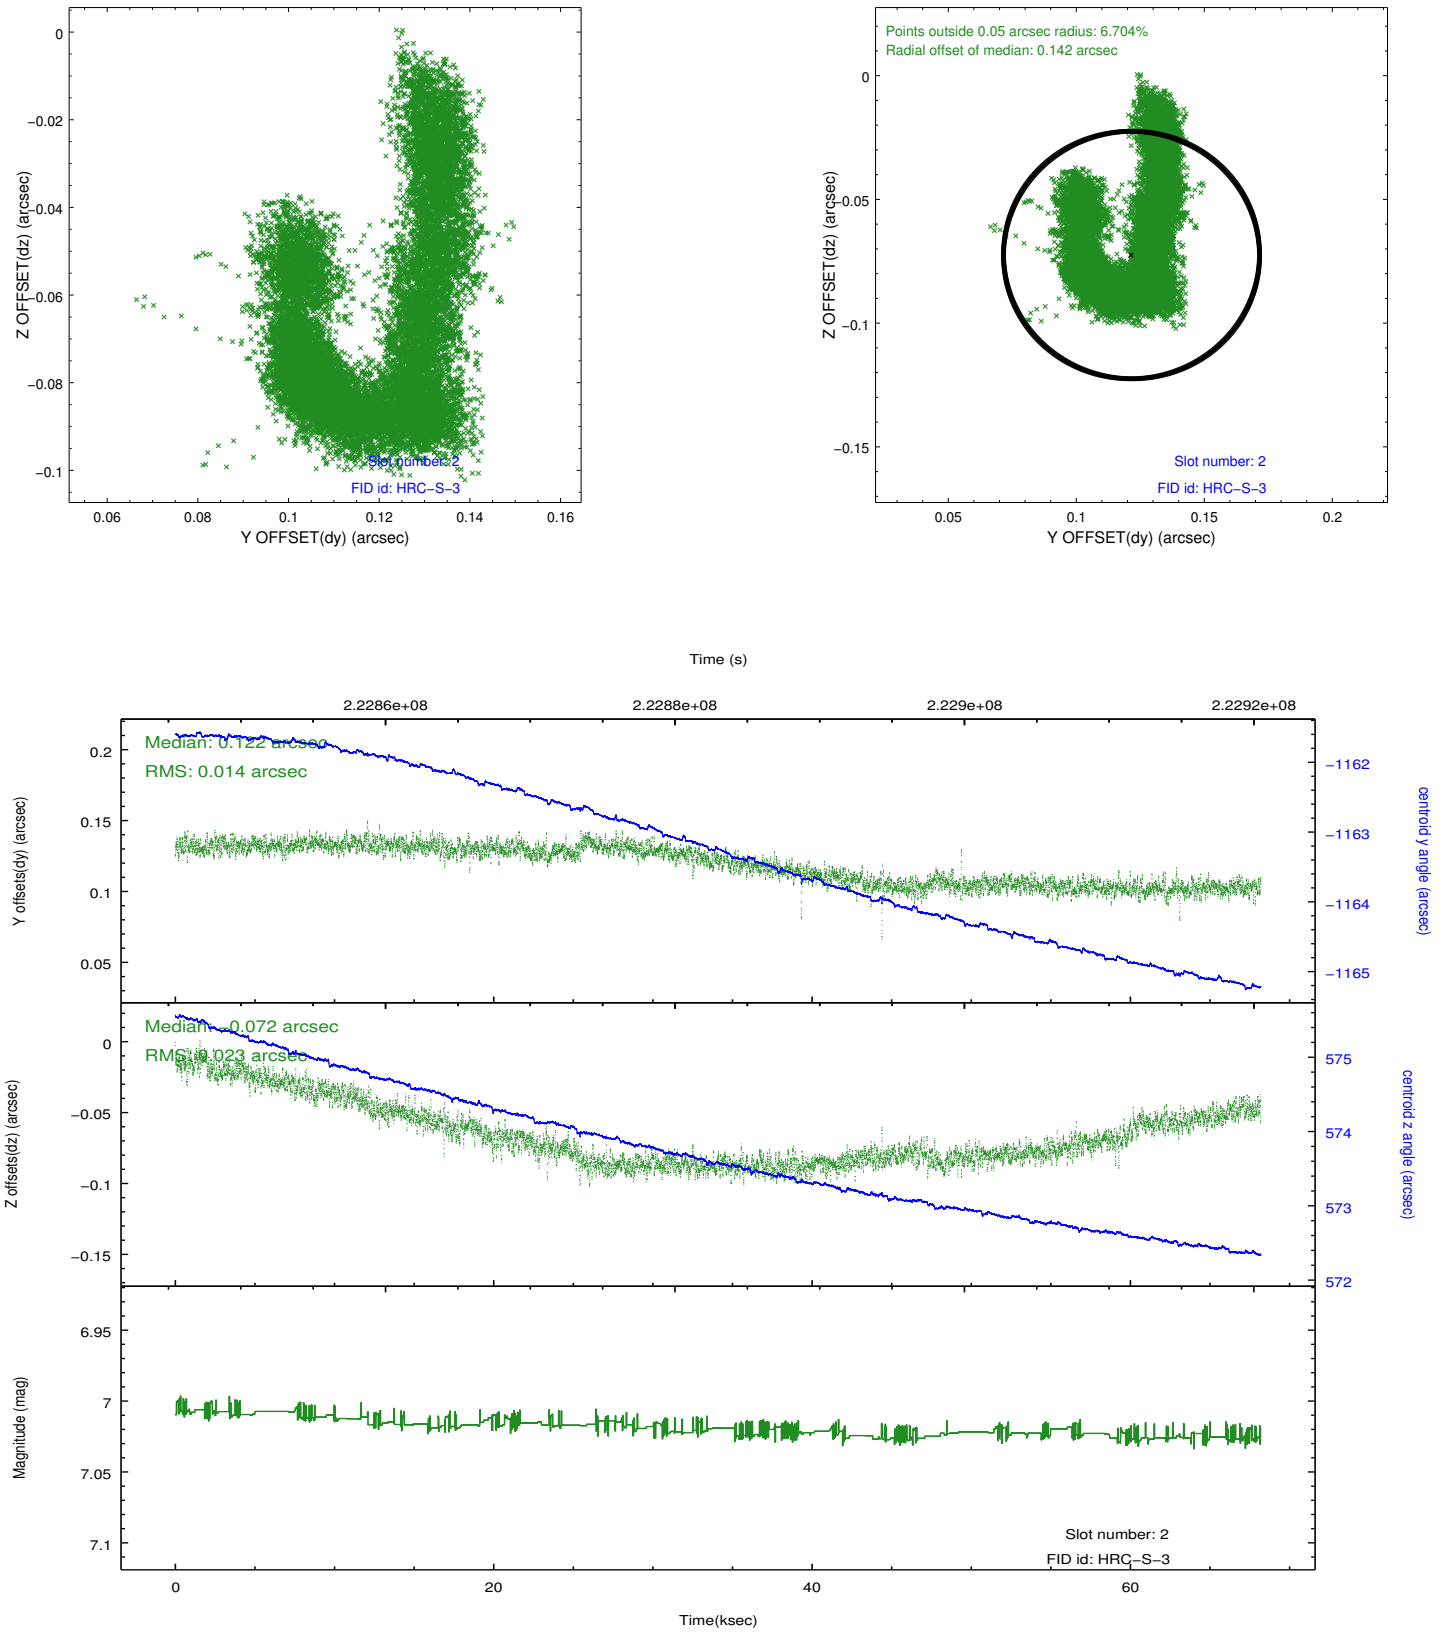 0
−0.02
−0.04
−0.06
−0.08
−0.1
Z OFFSET(dz) (arcsec)
Slot number: 2
FID id: HRC−S−3
0.06 0.08 0.1 0.12 0.14 0.16
Y OFFSET(dy) (arcsec)
Points outside 0.05 arcsec radius: 6.704%
Radial offset of median: 0.142 arcsec
0
−0.05
−0.1
−0.15
Z OFFSET(dz) (arcsec)
Slot number: 2
FID id: HRC−S−3
0.05 0.1 0.15 0.2
Y OFFSET(dy) (arcsec)
Time (s)
2.2286e+08 2.2288e+08 2.229e+08 2.2292e+08
Median: 0.122 arcsec
RMS: 0.014 arcsec
0.2
0.15
0.1
0.05
Y offsets(dy) (arcsec)
−1162
−1163
−1164
−1165
centroid y angle (arcsec)
Median: −0.072 arcsec
RMS: 0.023 arcsec
0
−0.05
−0.1
−0.15
Z offsets(dz) (arcsec)
575
574
573
572
centroid z angle (arcsec)
6.95
7
7.05
7.1
Magnitude (mag)
Slot number: 2
FID id: HRC−S−3
0 20 40 60
Time(ksec)